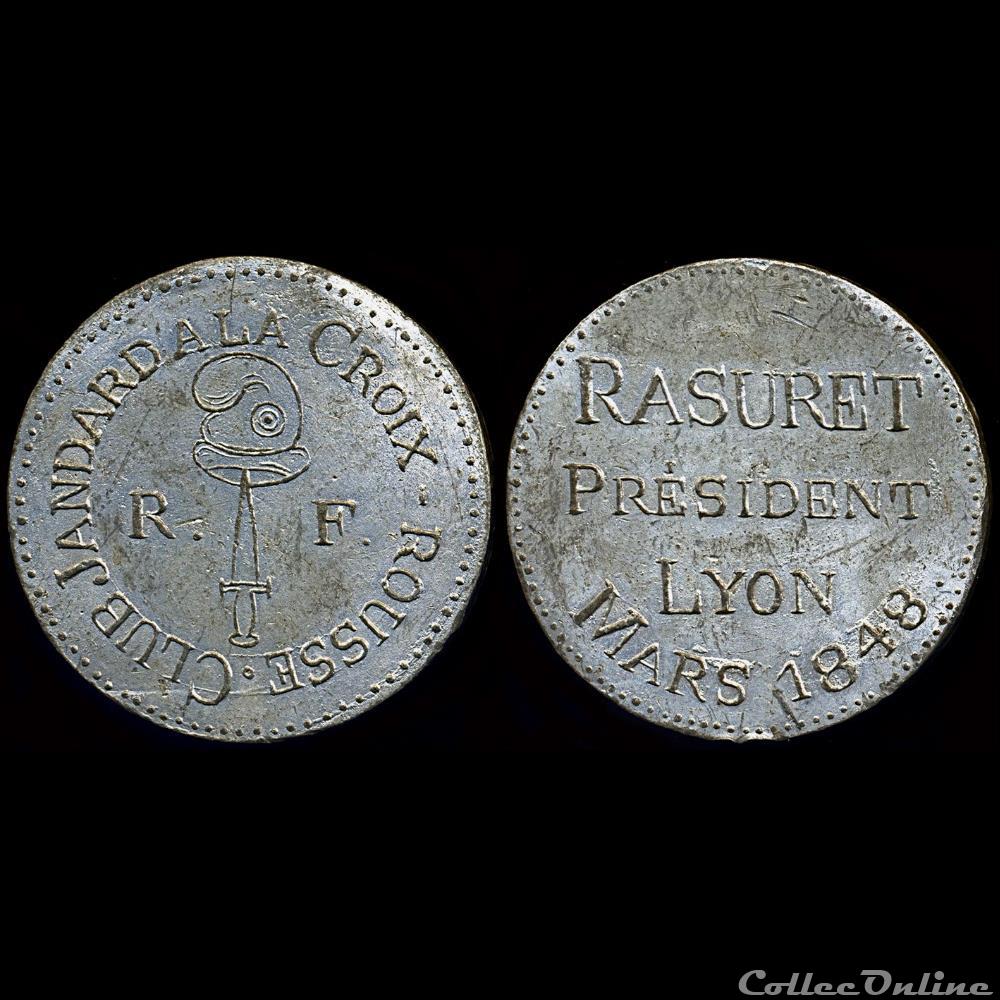 CLUB JANDARD A LA CROIX-ROUSSE.
R. F.
RASURET
PRÉSIDENT
LYON
MARS 1848.
CollecOnline